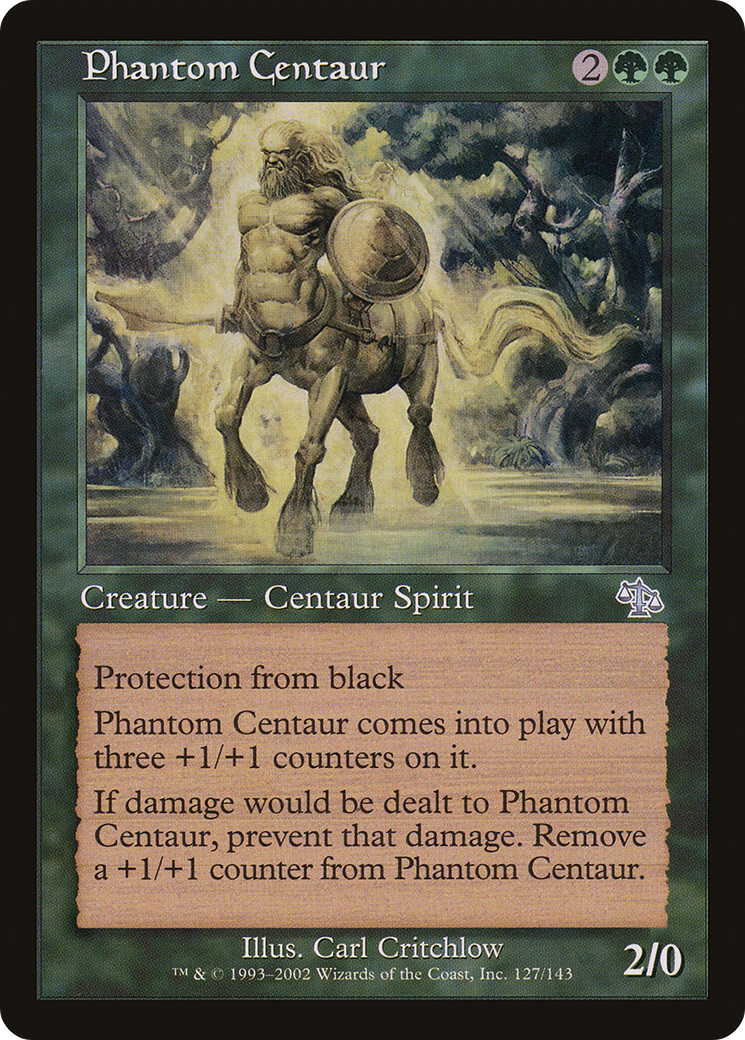 Phantom Centaur 2
Creature — Centaur Spirit
Protection from black
Phantom Centaur comes into play with
three +1/+1 counters on it.
If damage would be dealt to Phantom
Centaur, prevent that damage. Remove
a +1/+1 counter from Phantom Centaur.
Illus. Carl Critchlow
™ & © 1993–2002 Wizards of the Coast, Inc. 127/143
2/0